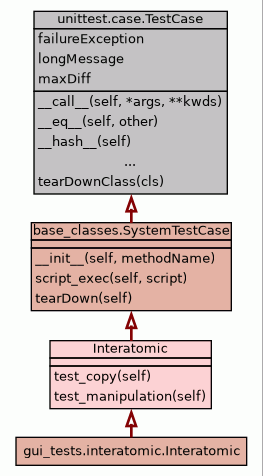 unittest.case.TestCase
failureException
longMessage
maxDiff
__call__(self, *args, **kwds)
__eq__(self, other)
__hash__(self)
...
tearDownClass(cls)
base_classes.SystemTestCase
__init__(self, methodName)
script_exec(self, script)
tearDown(self)
Interatomic
test_copy(self)
test_manipulation(self)
gui_tests.interatomic.Interatomic